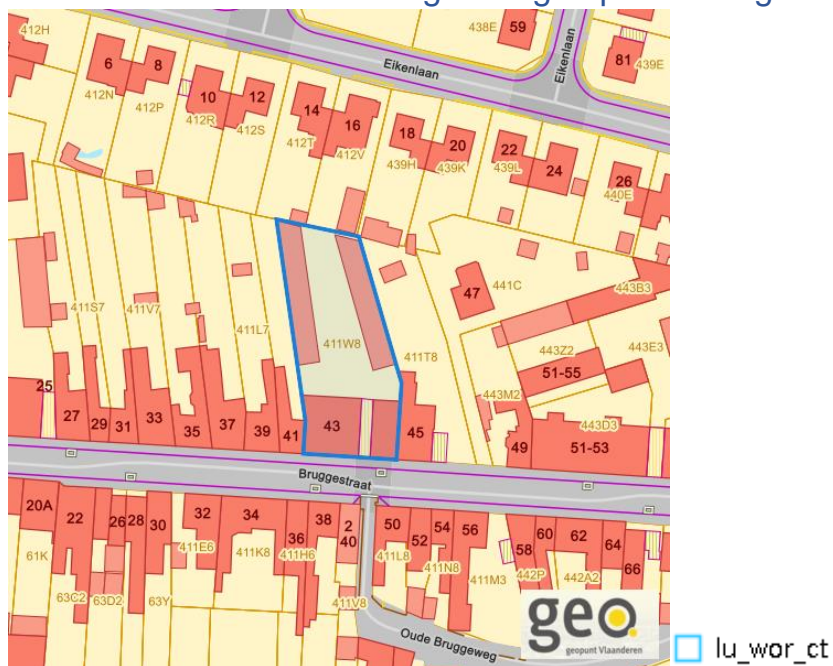 412H
438E
59
Eikenlaan
Eikenlaan
81
439E
6
8
412N
412P
10
12
412R
412S
14
16
412T
412V
18
20
439H
439K
22
24
439L
26
440E
47
441C
443B3
411S7
411V7
411L7
411W8
411T8
443Z2
443E3
51-55
443M2
443D3
25
27
29
31
33
35
37
39
41
43
45
49
51-53
Bruggestraat
20A
22
26
28
30
32
34
36
38
2
40
50
52
54
56
58
60
62
64
66
61K
63C2
63D2
63Y
411E6
411K8
411H6
411V8
411L8
411N8
411M3
442P
442A2
Oude Bruggeweg
geo
geopunt Vlaanderen
lu_wor_ct